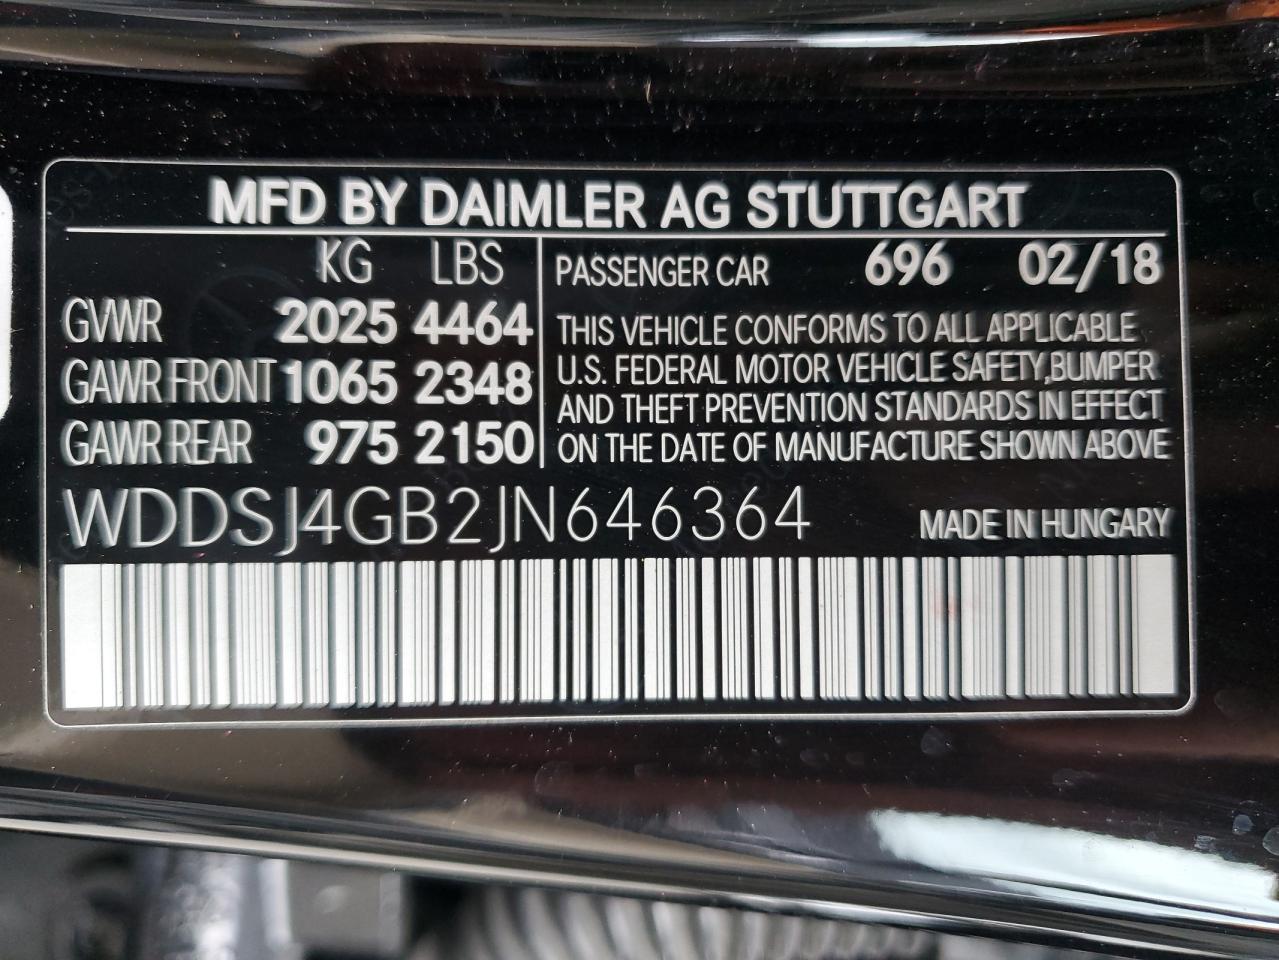 MFD BY DAIMLER AG STUTTGART
KG LBS
GVWR 2025 4464
GAWR FRONT 1065 2348
GAWR REAR 975 2150
PASSENGER CAR 696 02/18
THIS VEHICLE CONFORMS TO ALL APPLICABLE
U.S. FEDERAL MOTOR VEHICLE SAFETY,BUMPER
AND THEFT PREVENTION STANDARDS IN EFFECT
ON THE DATE OF MANUFACTURE SHOWN ABOVE
WDDSJ4GB2JN646364
MADE IN HUNGARY